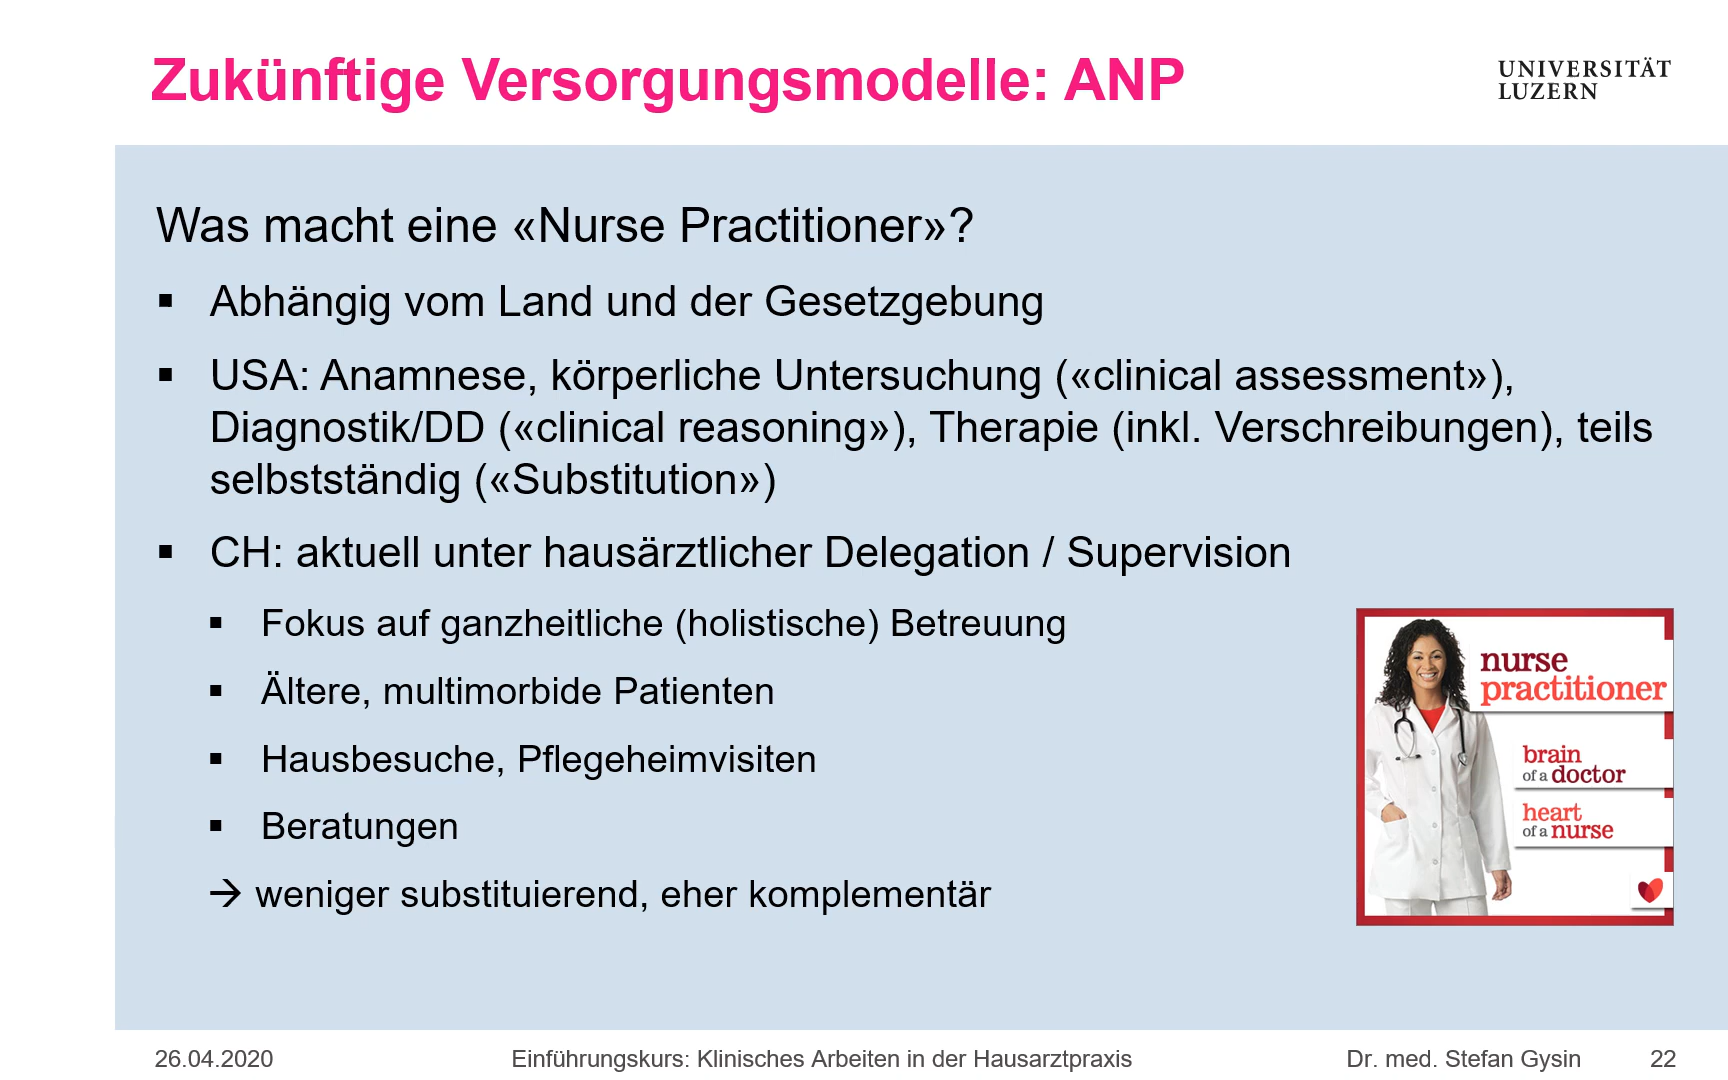 Zukünftige Versorgungsmodelle: ANP
UNIVERSITÄT
LUZERN
Was macht eine «Nurse Practitioner»?
▪ Abhängig vom Land und der Gesetzgebung
▪ USA: Anamnese, körperliche Untersuchung («clinical assessment»),
Diagnostik/DD («clinical reasoning»), Therapie (inkl. Verschreibungen), teils
selbstständig («Substitution»)
▪ CH: aktuell unter hausärztlicher Delegation / Supervision
▪ Fokus auf ganzheitliche (holistische) Betreuung
▪ Ältere, multimorbide Patienten
▪ Hausbesuche, Pflegeheimvisiten
▪ Beratungen
→ weniger substituierend, eher komplementär
nurse
practitioner
brain
of a doctor
heart
of a nurse
26.04.2020
Einführungskurs: Klinisches Arbeiten in der Hausarztpraxis
Dr. med. Stefan Gysin
22